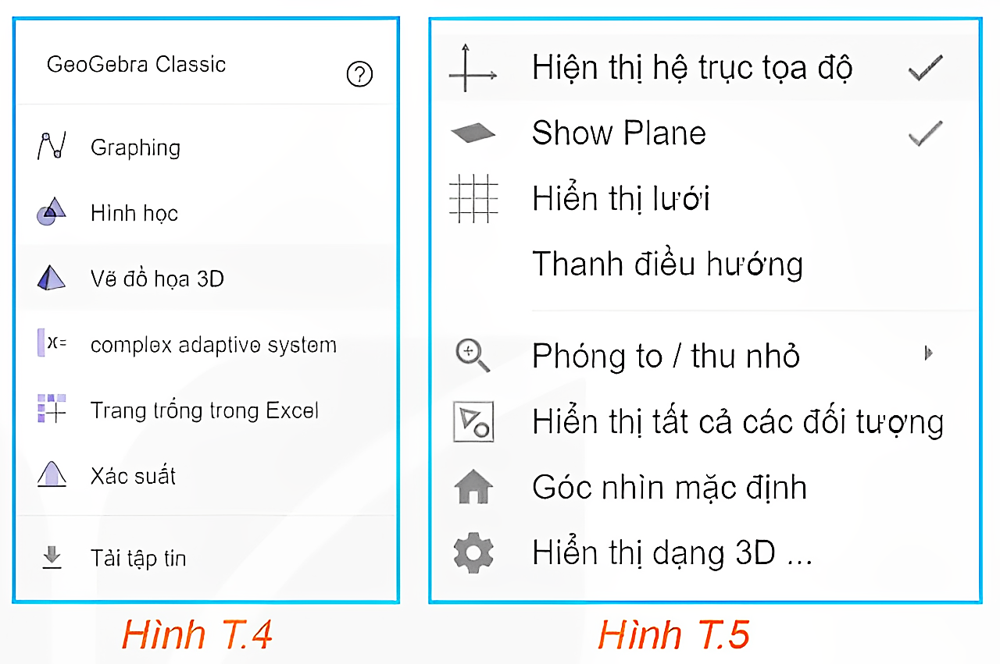 GeoGebra Classic
Graphing
Hình học
Vẽ đồ họa 3D
complex adaptive system
Trang trống trong Excel
Xác suất
Tải tập tin
Hình T.4
Hiện thị hệ trục tọa độ
Show Plane
Hiển thị lưới
Thanh điều hướng
Phóng to / thu nhỏ
Hiển thị tất cả các đối tượng
Góc nhìn mặc định
Hiển thị dạng 3D ...
Hình T.5